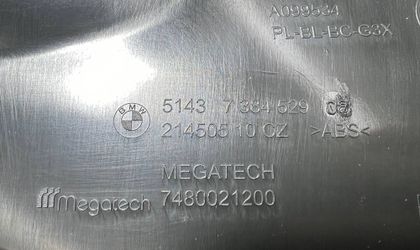 A099534
PL-BL-BC-G3X
BMW
5143 7 384 529 03
214505 10 CZ >ABS<
MEGATECH
Megatech 7480021200